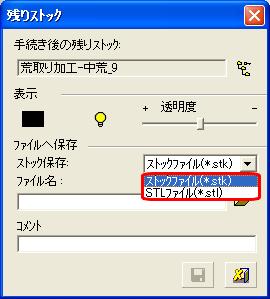 残りストック
手続き後の残りストック:
荒取り加工-中荒_9
表示
+ 透明度 -
ファイルへ保存
ストック保存: ストックファイル(*.stk)
ストックファイル(*.stk)
STLファイル(*.stl)
ファイル名 :
コメント